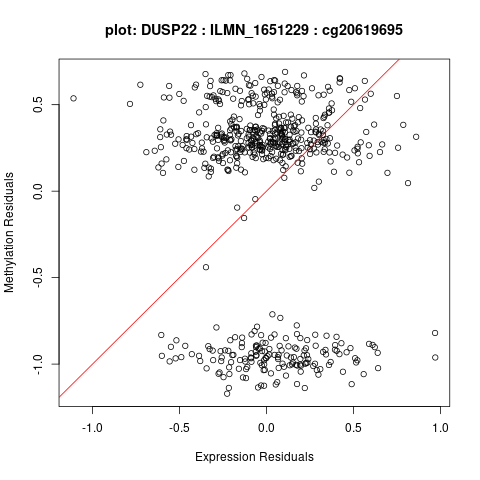 plot: DUSP22 : ILMN_1651229 : cg20619695
Methylation Residuals
0.5
0.0
-0.5
-1.0
-1.0 -0.5 0.0 0.5 1.0
Expression Residuals